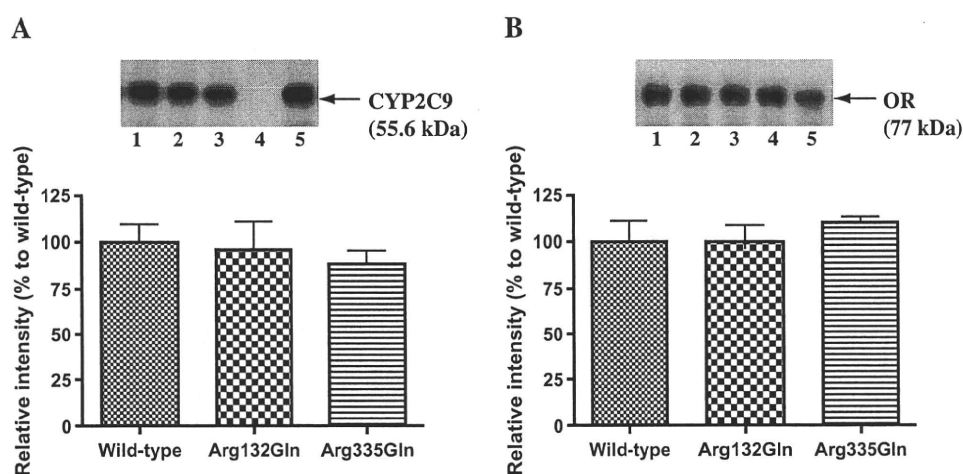 A
CYP2C9
(55.6 kDa)
1 2 3 4 5
Relative intensity (% to wild-type)
125
100
75
50
25
0
Wild-type Arg132Gln Arg335Gln
B
OR
(77 kDa)
1 2 3 4 5
Relative intensity (% to wild-type)
125
100
75
50
25
0
Wild-type Arg132Gln Arg335Gln